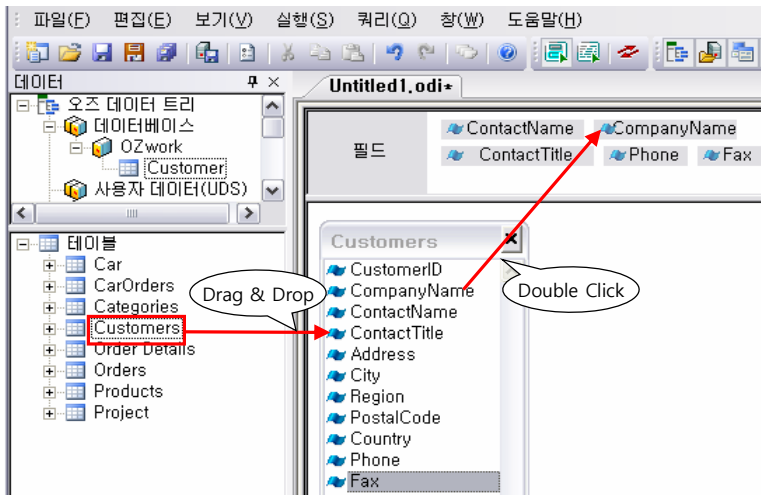 파일(F) 편집(E) 보기(V) 실행(S) 쿼리(Q) 창(W) 도움말(H)
데이터
오즈 데이터 트리
데이터베이스
OZwork
Customer
사용자 데이터(UDS)
테이블
Car
CarOrders
Categories
Customers
Order Details
Orders
Products
Project
Untitled1.odi*
필드
ContactName CompanyName
ContactTitle Phone Fax
Customers
CustomerID
CompanyName
ContactName
ContactTitle
Address
City
Region
PostalCode
Country
Phone
Fax
Drag & Drop
Double Click